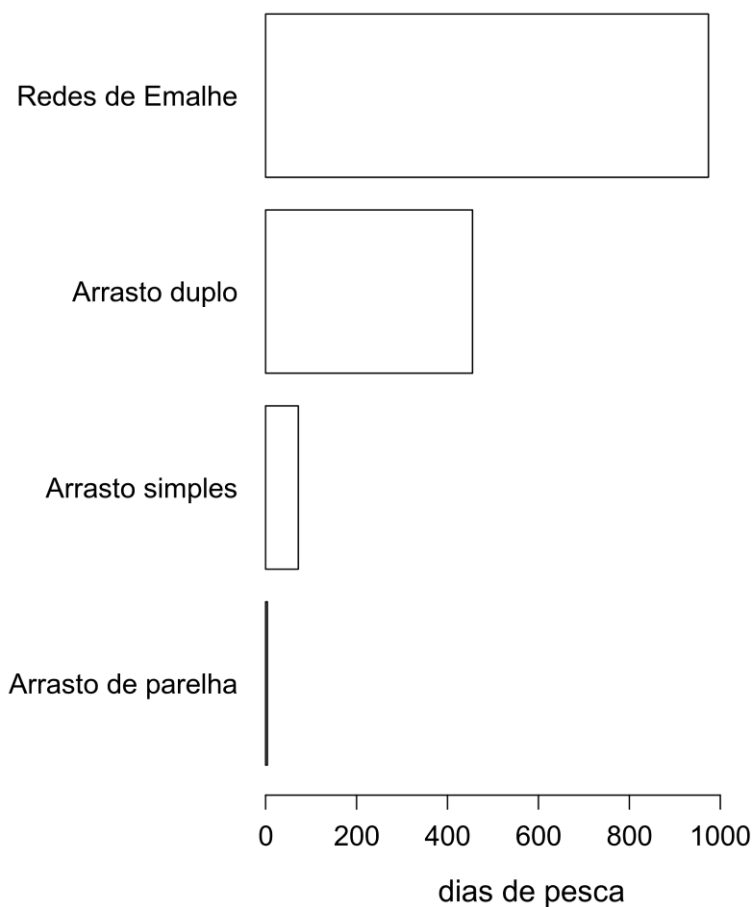 Redes de Emalhe
Arrasto duplo
Arrasto simples
Arrasto de parelha
0 200 400 600 800 1000
dias de pesca